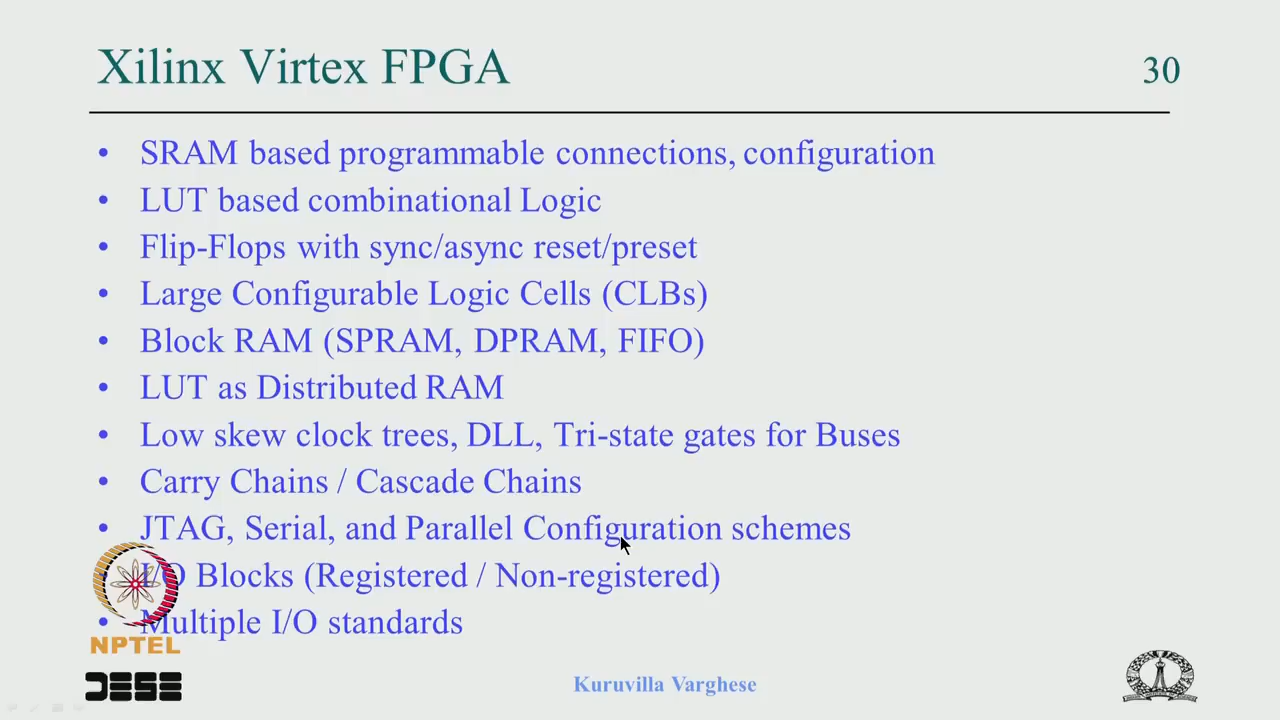 Xilinx Virtex FPGA
30
• SRAM based programmable connections, configuration
• LUT based combinational Logic
• Flip-Flops with sync/async reset/preset
• Large Configurable Logic Cells (CLBs)
• Block RAM (SPRAM, DPRAM, FIFO)
• LUT as Distributed RAM
• Low skew clock trees, DLL, Tri-state gates for Buses
• Carry Chains / Cascade Chains
• JTAG, Serial, and Parallel Configuration schemes
• I/O Blocks (Registered / Non-registered)
• Multiple I/O standards
NPTEL
DESE
Kuruvilla Varghese